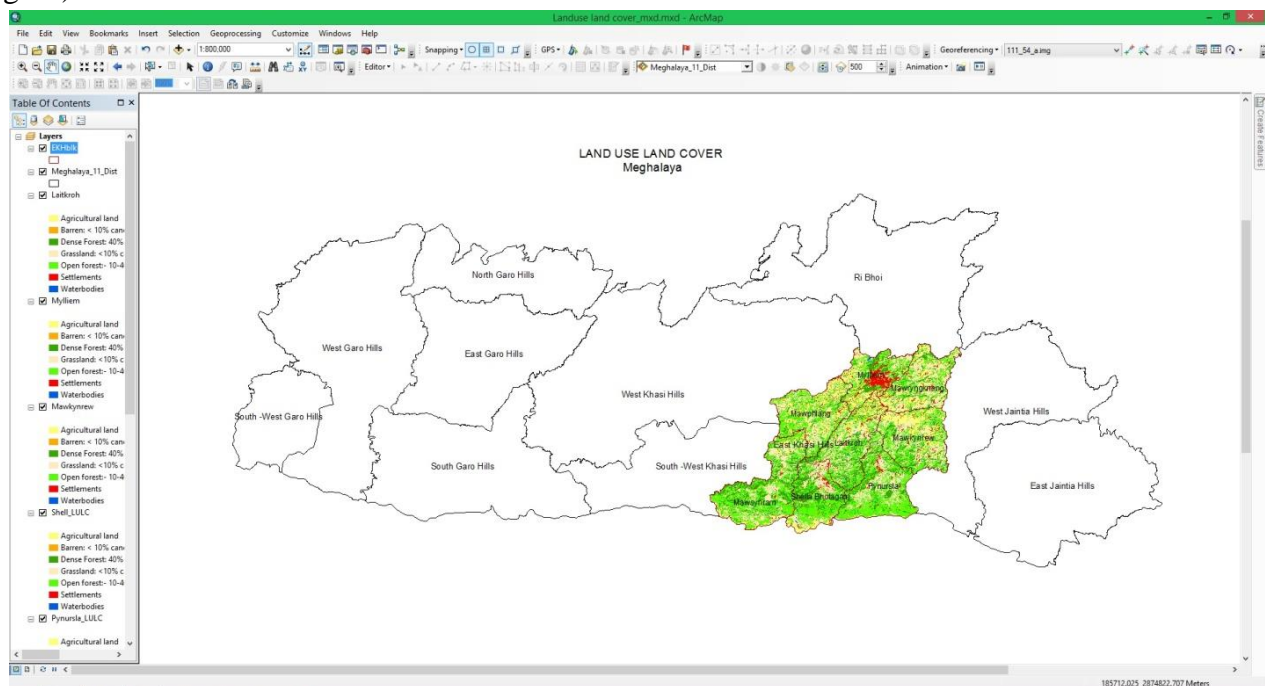 Landuse land cover_mxd.mxd - ArcMap
File Edit View Bookmarks Insert Selection Geoprocessing Customize Windows Help
1:800,000
Snapping
GPS
Georeferencing
111_54_a.img
Editor
Meghalaya_11_Dist
500
Animation
Table Of Contents
Create Features
Layers
EKHblk
Meghalaya_11_Dist
Laitkroh
Agricultural land
Barren: < 10% can
Dense Forest: 40%
Grassland: <10% c
Open forest:- 10-4
Settlements
Waterbodies
Mylliem
Agricultural land
Barren: < 10% can
Dense Forest: 40%
Grassland: <10% c
Open forest:- 10-4
Settlements
Waterbodies
Mawkynrew
Agricultural land
Barren: < 10% can
Dense Forest: 40%
Grassland: <10% c
Open forest:- 10-4
Settlements
Waterbodies
Shell_LULC
Agricultural land
Barren: < 10% can
Dense Forest: 40%
Grassland: <10% c
Open forest:- 10-4
Settlements
Waterbodies
Pynursla_LULC
Agricultural land
LAND USE LAND COVER
Meghalaya
North Garo Hills
Ri Bhoi
West Garo Hills
East Garo Hills
West Khasi Hills
South -West Garo Hills
West Jaintia Hills
South Garo Hills
South -West Khasi Hills
East Jaintia Hills
Mawphlang
East Khasi Hills
Mawkynrew
Pynursla
185712.025 2874822.707 Meters